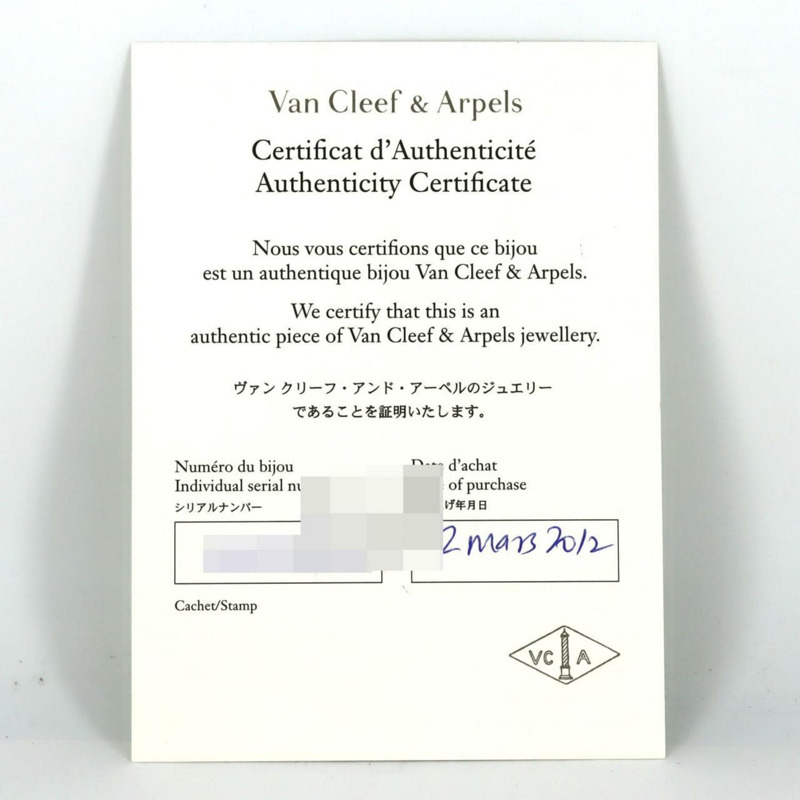 Van Cleef & Arpels
Certificat d'Authenticité
Authenticity Certificate
Nous vous certifions que ce bijou
est un authentique bijou Van Cleef & Arpels.
We certify that this is an
authentic piece of Van Cleef & Arpels jewellery.
ヴァン クリーフ・アンド・アーペルのジュエリー
であることを証明いたします。
Numéro du bijou
Individual serial
シリアルナンバー
d'achat
of purchase
げ年月日
2 mars 2012
Cachet/Stamp
VC A